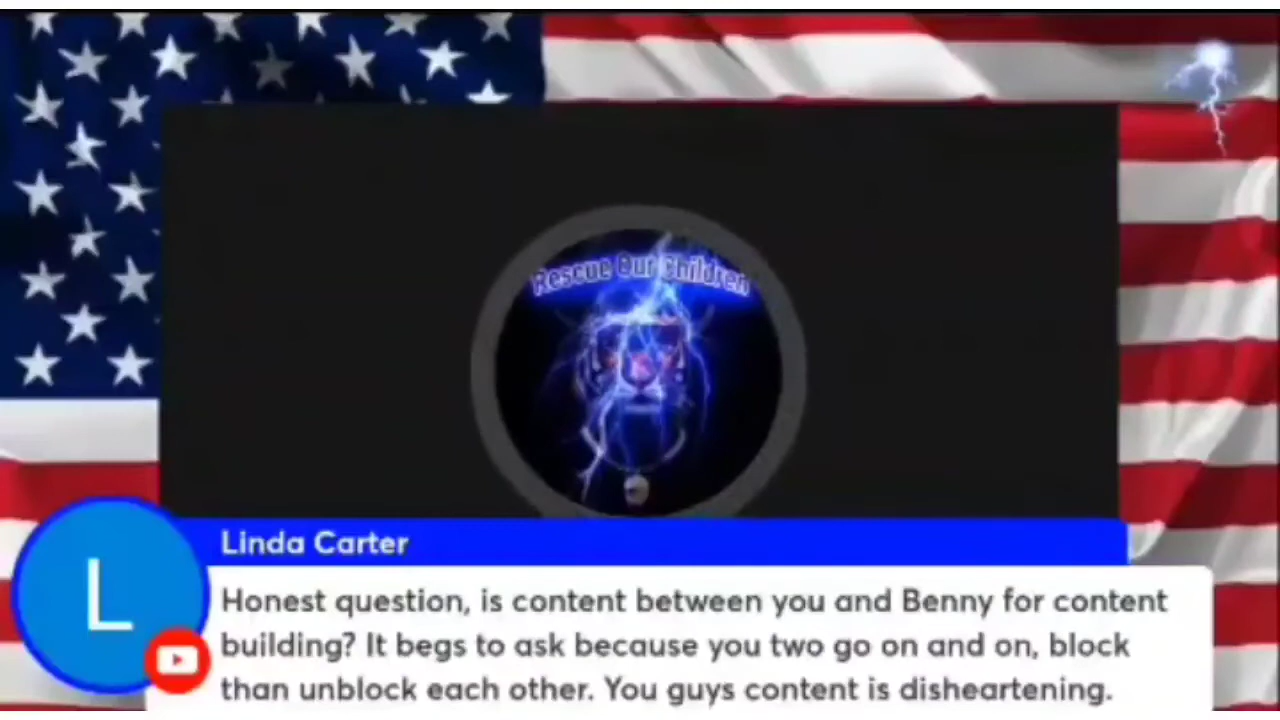 Rescue Our Children
L
Linda Carter
Honest question, is content between you and Benny for content
building? It begs to ask because you two go on and on, block
than unblock each other. You guys content is disheartening.